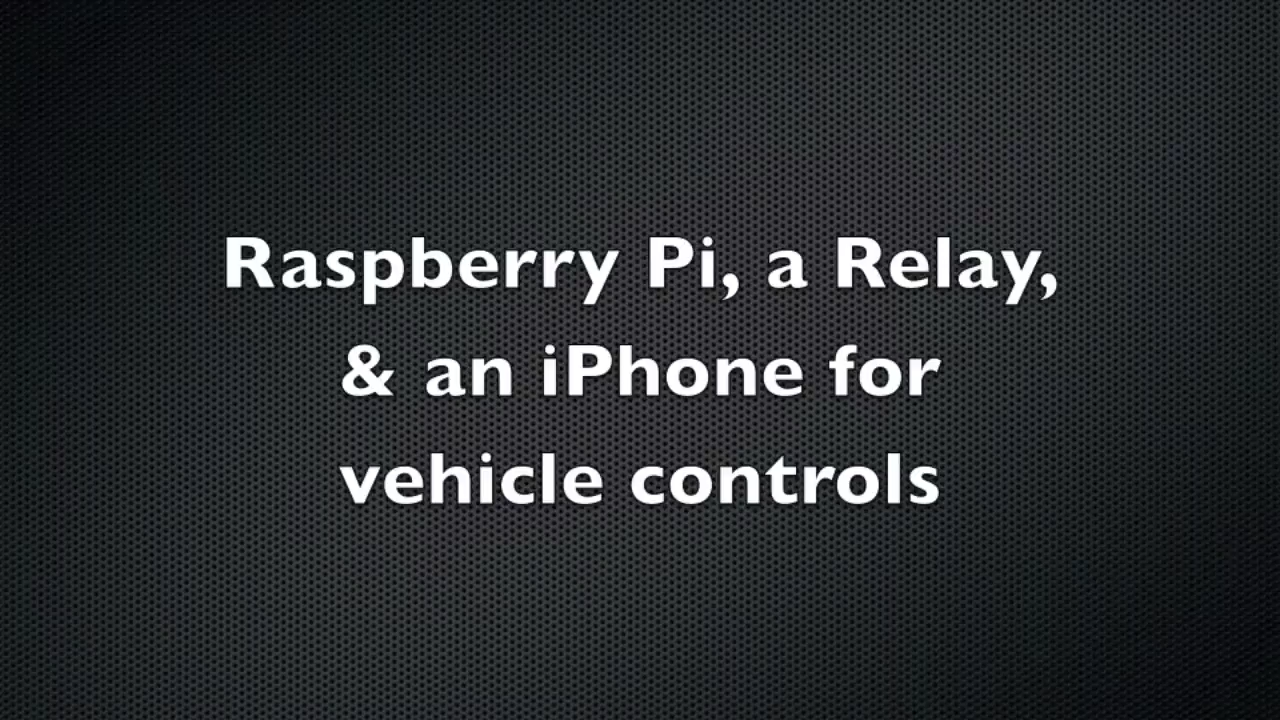 Raspberry Pi, a Relay,
& an iPhone for
vehicle controls